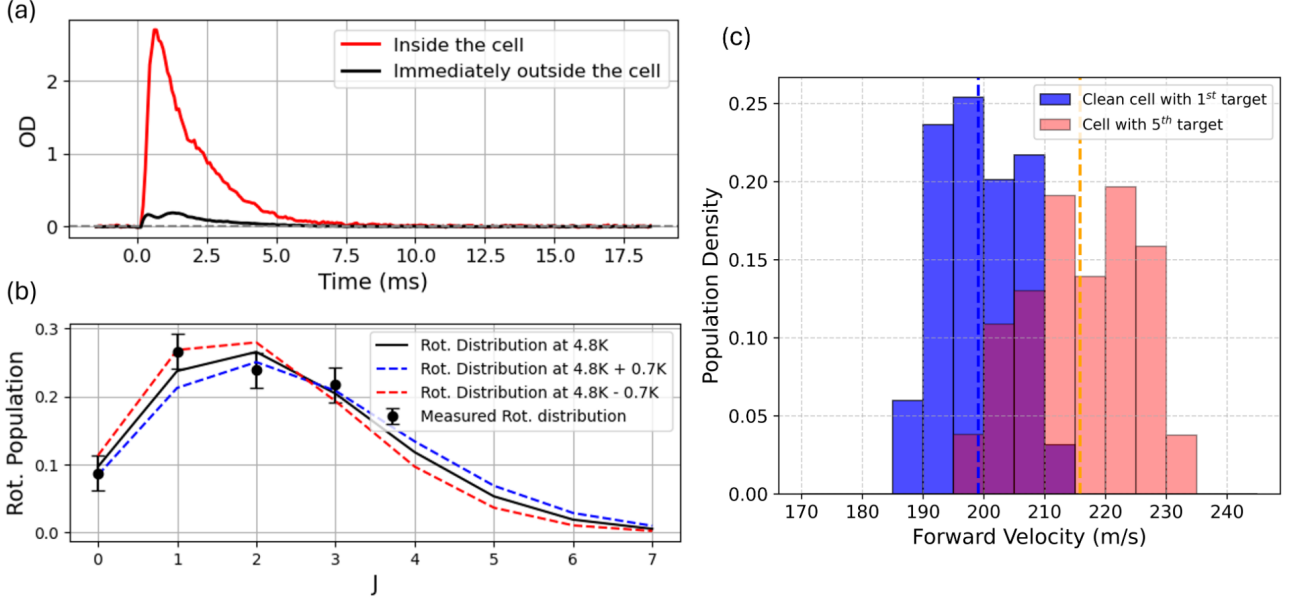 (a)
OD
2
1
0
Inside the cell
Immediately outside the cell
0.0 2.5 5.0 7.5 10.0 12.5 15.0 17.5
Time (ms)
(b)
Rot. Population
0.3
0.2
0.1
0.0
Rot. Distribution at 4.8K
Rot. Distribution at 4.8K + 0.7K
Rot. Distribution at 4.8K - 0.7K
Measured Rot. distribution
0 1 2 3 4 5 6 7
J
(c)
Population Density
0.25
0.20
0.15
0.10
0.05
0.00
Clean cell with 1st target
Cell with 5th target
170 180 190 200 210 220 230 240
Forward Velocity (m/s)